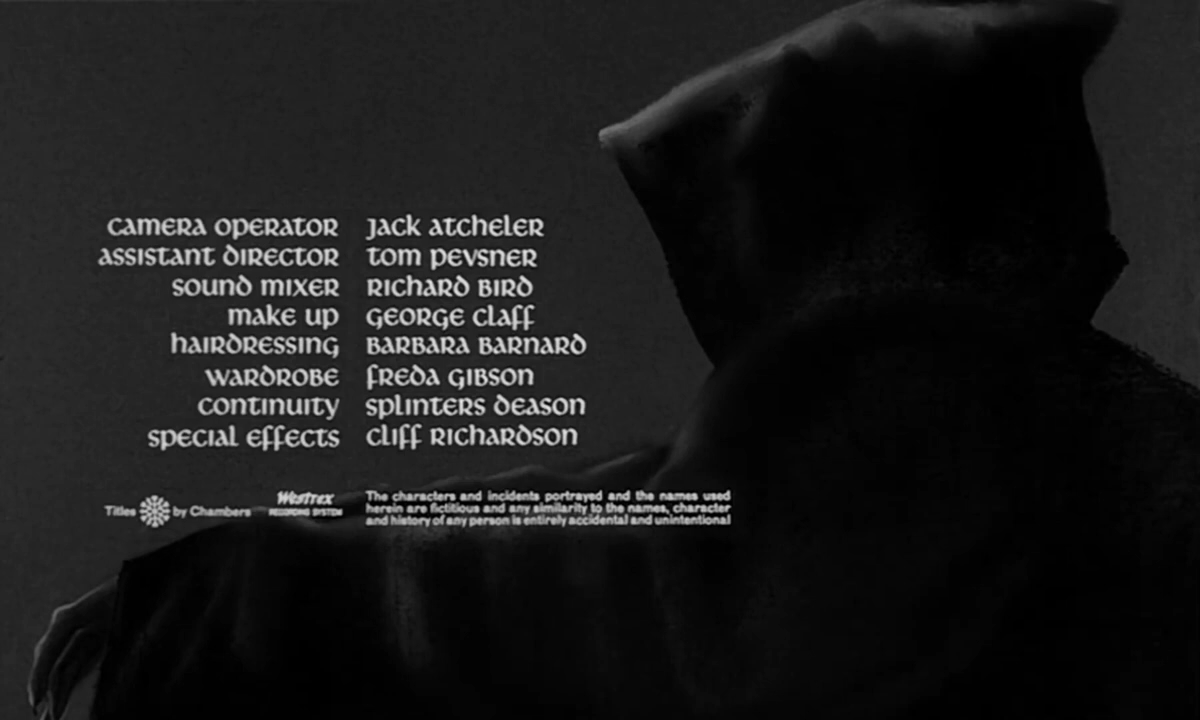 camera operator jack atcheler
assistant director tom pevsner
sound mixer richard bird
make up george claff
hairdressing barbara barnard
wardrobe freda gibson
continuity splinters deason
special effects cliff richardson
Titles by Chambers
Westrex
RECORDING SYSTEM
The characters and incidents portrayed and the names used
herein are fictitious and any similarity to the names, character
and history of any person is entirely accidental and unintentional